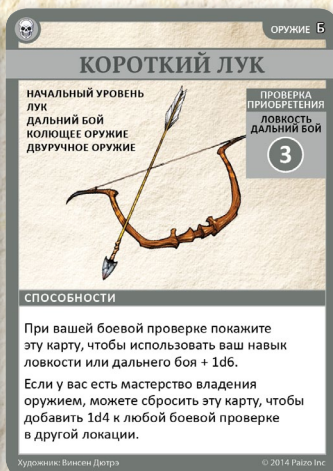 ОРУЖИЕ Б
КОРОТКИЙ ЛУК
НАЧАЛЬНЫЙ УРОВЕНЬ
ЛУК
ДАЛЬНИЙ БОЙ
КОЛЮЩЕЕ ОРУЖИЕ
ДВУРУЧНОЕ ОРУЖИЕ
ПРОВЕРКА
ПРИОБРЕТЕНИЯ
ЛОВКОСТЬ
ДАЛЬНИЙ БОЙ
3
СПОСОБНОСТИ
При вашей боевой проверке покажите
эту карту, чтобы использовать ваш навык
ловкости или дальнего боя + 1d6.
Если у вас есть мастерство владения
оружием, можете сбросить эту карту, чтобы
добавить 1d4 к любой боевой проверке
в другой локации.
Художник: Винсен Дютрэ
© 2014 Paizo Inc